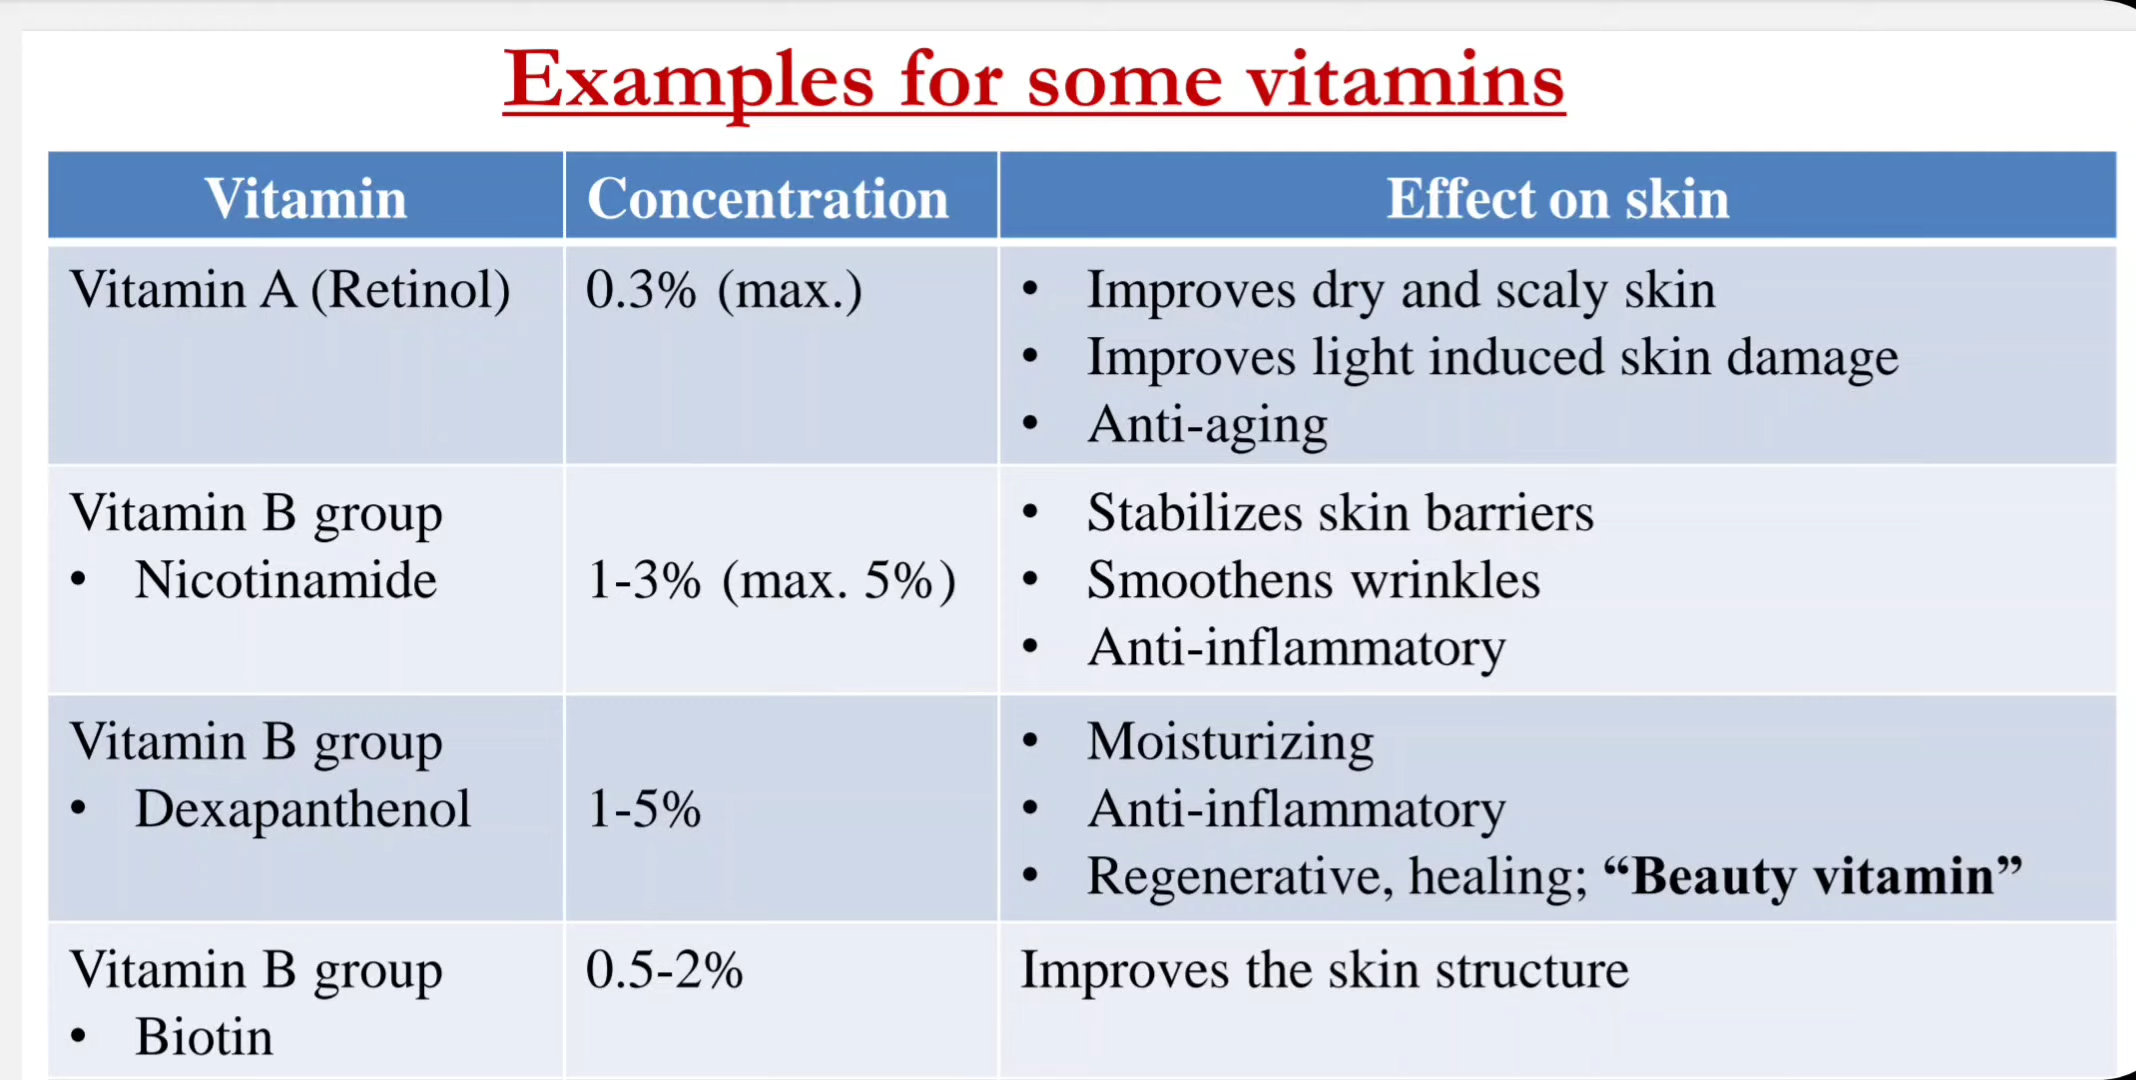 Examples for some vitamins
Vitamin Concentration Effect on skin
Vitamin A (Retinol) 0.3% (max.) • Improves dry and scaly skin
• Improves light induced skin damage
• Anti-aging
Vitamin B group • Stabilizes skin barriers
• Nicotinamide 1-3% (max. 5%) • Smoothens wrinkles
• Anti-inflammatory
Vitamin B group • Moisturizing
• Dexapanthenol 1-5% • Anti-inflammatory
• Regenerative, healing; “Beauty vitamin”
Vitamin B group 0.5-2% Improves the skin structure
• Biotin